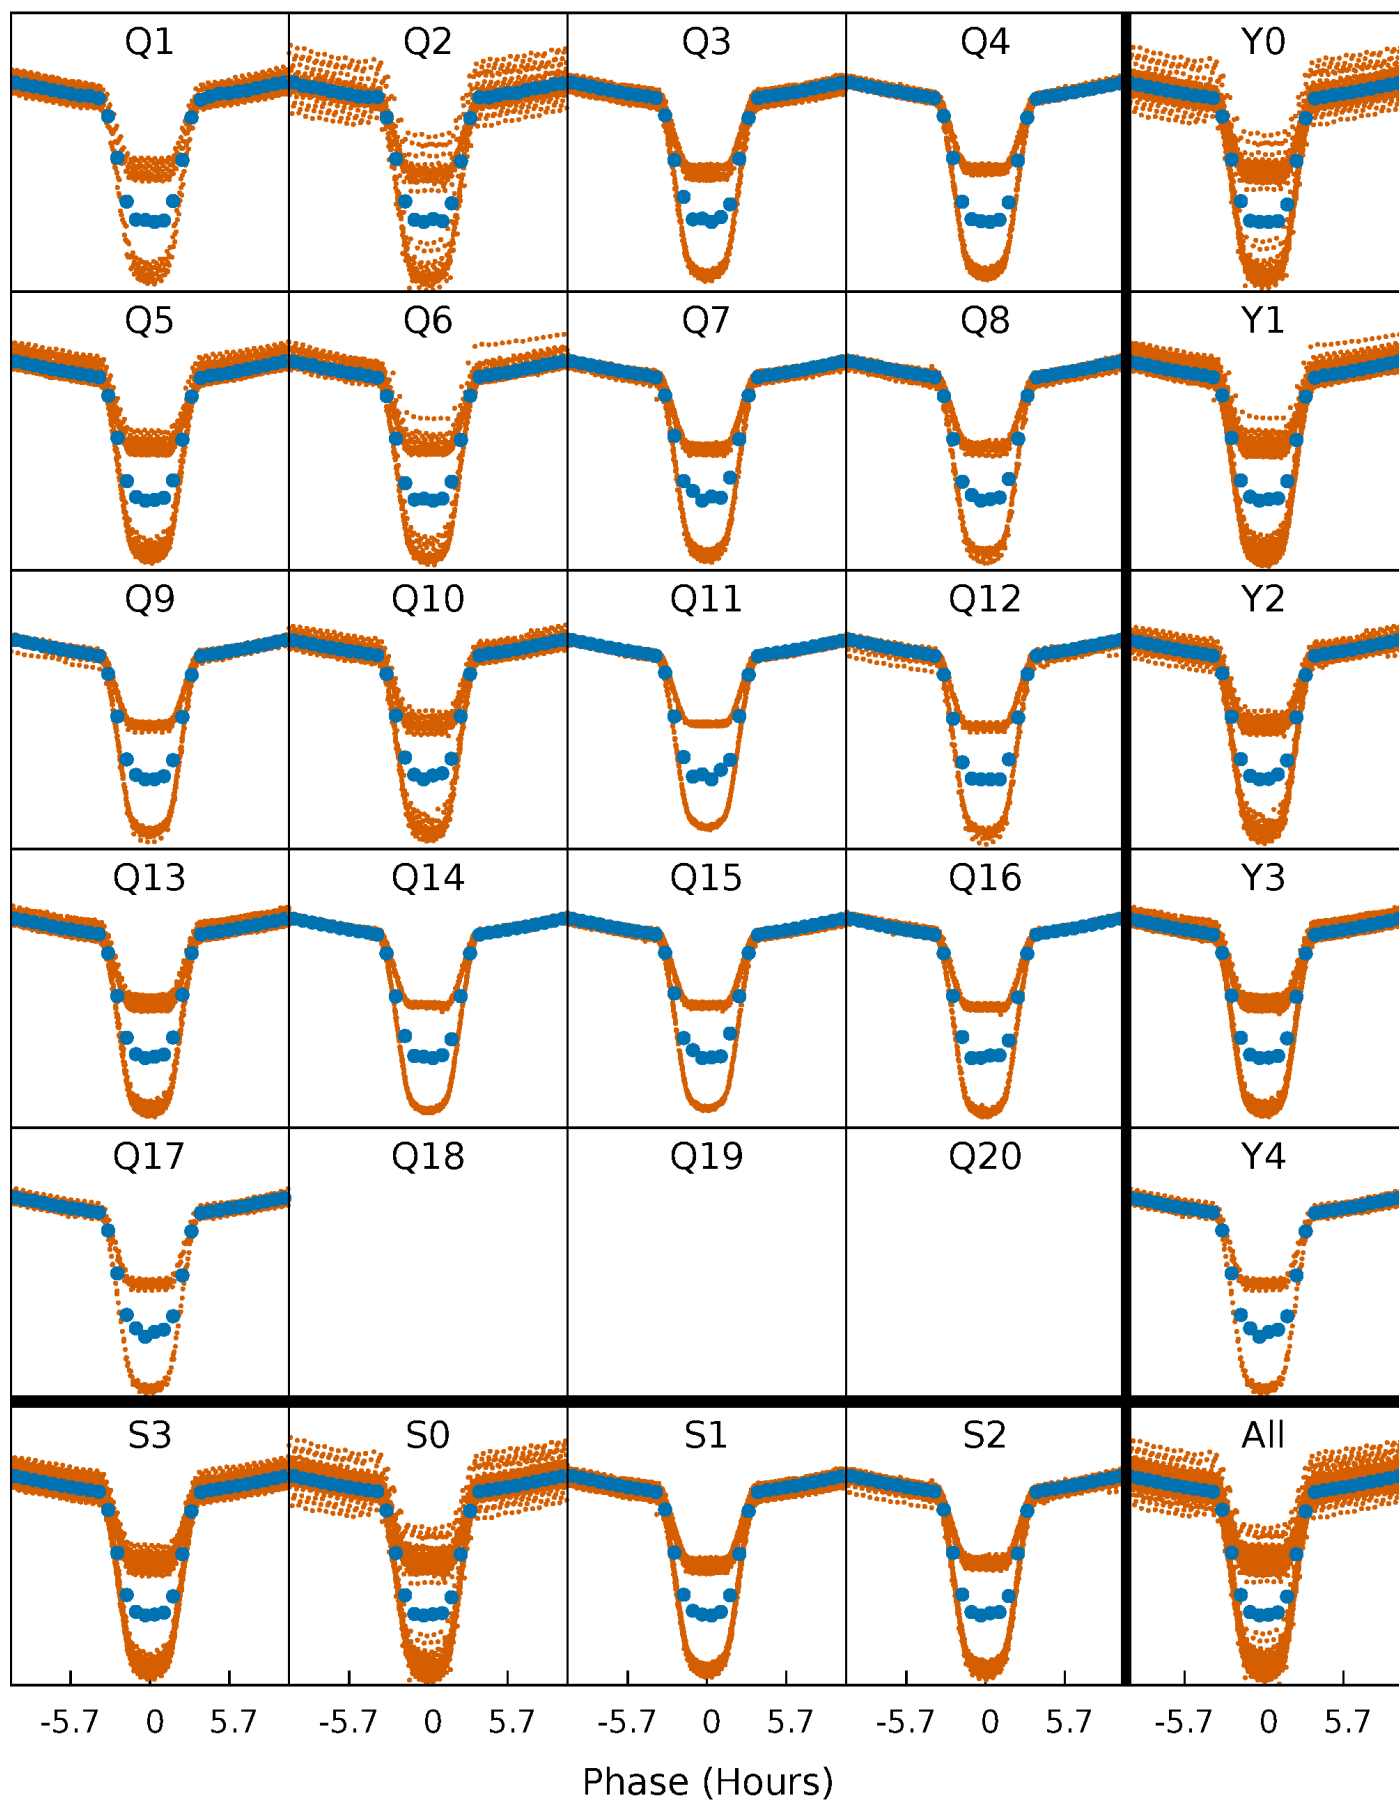 Q1 Q2 Q3 Q4 Y0
Q5 Q6 Q7 Q8 Y1
Q9 Q10 Q11 Q12 Y2
Q13 Q14 Q15 Q16 Y3
Q17 Q18 Q19 Q20 Y4
S3 S0 S1 S2 All
-5.7 0 5.7 -5.7 0 5.7 -5.7 0 5.7 -5.7 0 5.7 -5.7 0 5.7
Phase (Hours)